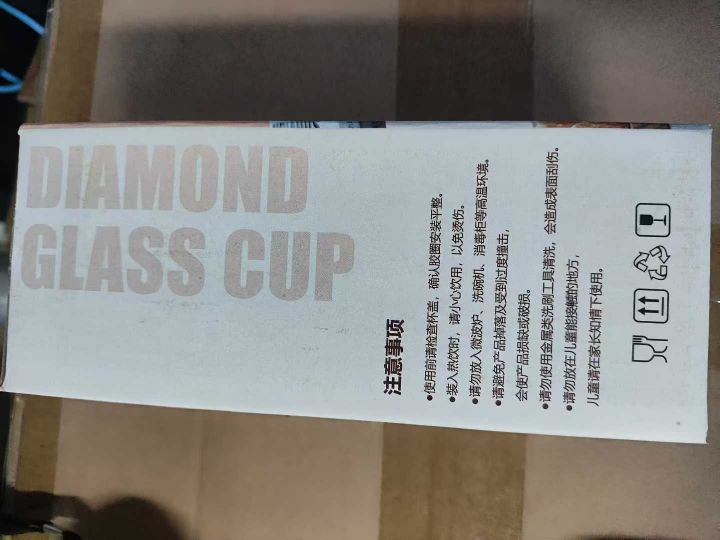 DIAMOND
GLASS CUP
注意事项
•使用前请检查杯盖，确认胶圈安装平整。
•装入热饮时，请小心饮用，以免烫伤。
•请勿放入微波炉、洗碗机、消毒柜等高温环境。
•请避免产品掉落及受到过度撞击，
会使产品损缺或破损。
•请勿使用金属类洗刷工具清洗，会造成表面刮伤。
•请勿放在儿童能接触的地方，
儿童请在家长知情下使用。